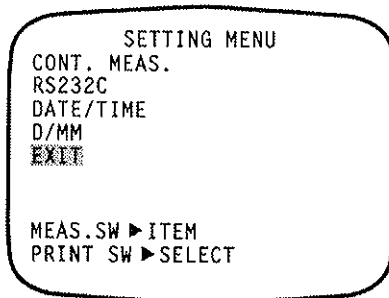 SETTING MENU
CONT. MEAS.
RS232C
DATE/TIME
D/MM
EXIT
MEAS.SW ▶ ITEM
PRINT SW ▶ SELECT